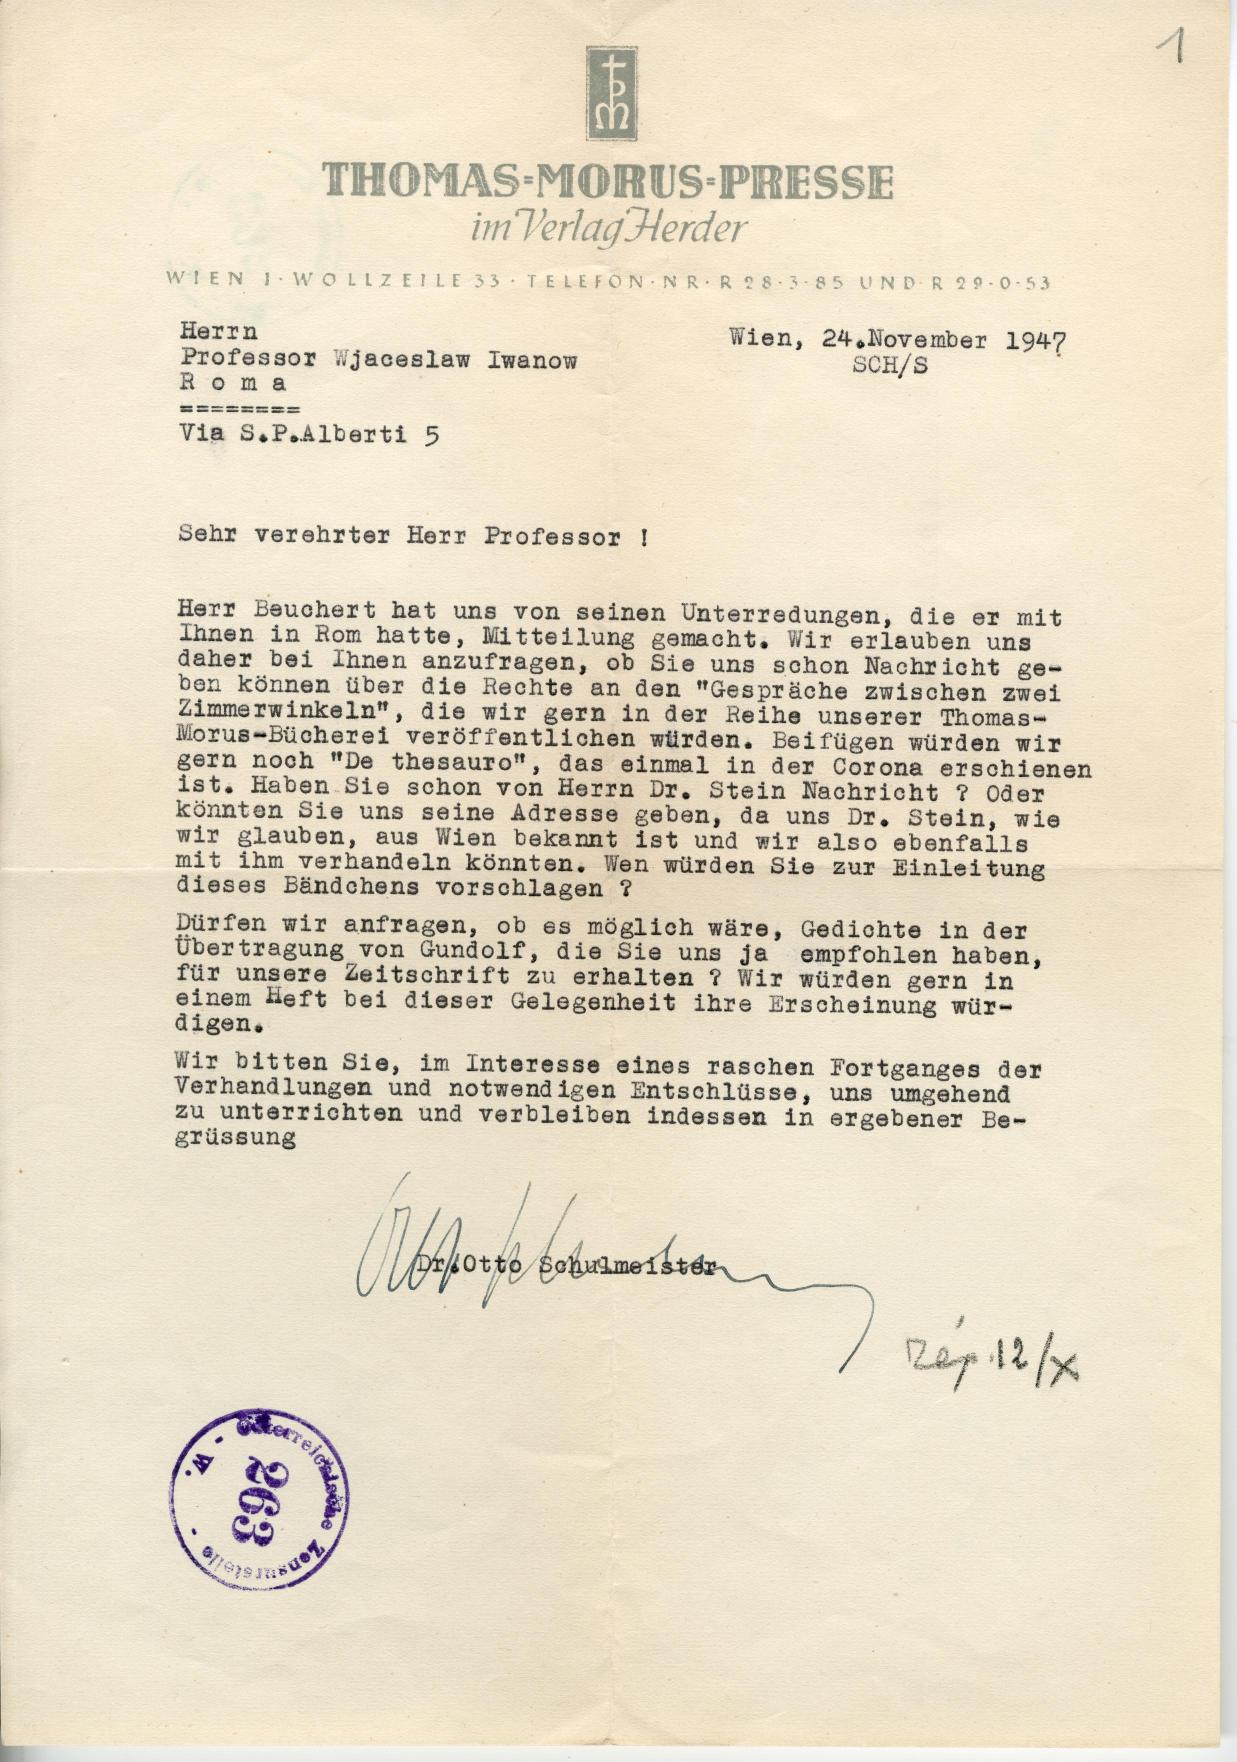 1
THOMAS=MORUS=PRESSE
im Verlag Herder
WIEN I · WOLLZEILE 33 · TELEFON · NR · R 28 · 3 · 85 UND R 29 · 0 · 53
Herrn
Professor Wjaceslaw Iwanow
R o m a
========
Via S.P.Alberti 5
Wien, 24.November 1947
SCH/S
Sehr verehrter Herr Professor !
Herr Beuchert hat uns von seinen Unterredungen, die er mit
Ihnen in Rom hatte, Mitteilung gemacht. Wir erlauben uns
daher bei Ihnen anzufragen, ob Sie uns schon Nachricht ge-
ben können über die Rechte an den "Gespräche zwischen zwei
Zimmerwinkeln", die wir gern in der Reihe unserer Thomas-
Morus-Bücherei veröffentlichen würden. Beifügen würden wir
gern noch "De thesauro", das einmal in der Corona erschienen
ist. Haben Sie schon von Herrn Dr. Stein Nachricht ? Oder
könnten Sie uns seine Adresse geben, da uns Dr. Stein, wie
wir glauben, aus Wien bekannt ist und wir also ebenfalls
mit ihm verhandeln könnten. Wen würden Sie zur Einleitung
dieses Bändchens vorschlagen ?
Dürfen wir anfragen, ob es möglich wäre, Gedichte in der
Übertragung von Gundolf, die Sie uns ja empfohlen haben,
für unsere Zeitschrift zu erhalten ? Wir würden gern in
einem Heft bei dieser Gelegenheit ihre Erscheinung wür-
digen.
Wir bitten Sie, im Interesse eines raschen Fortganges der
Verhandlungen und notwendigen Entschlüsse, uns umgehend
zu unterrichten und verbleiben indessen in ergebener Be-
grüssung
Dr.Otto Schulmeister
Rép. 12/X
Österreichische Zensurstelle - W. -
263